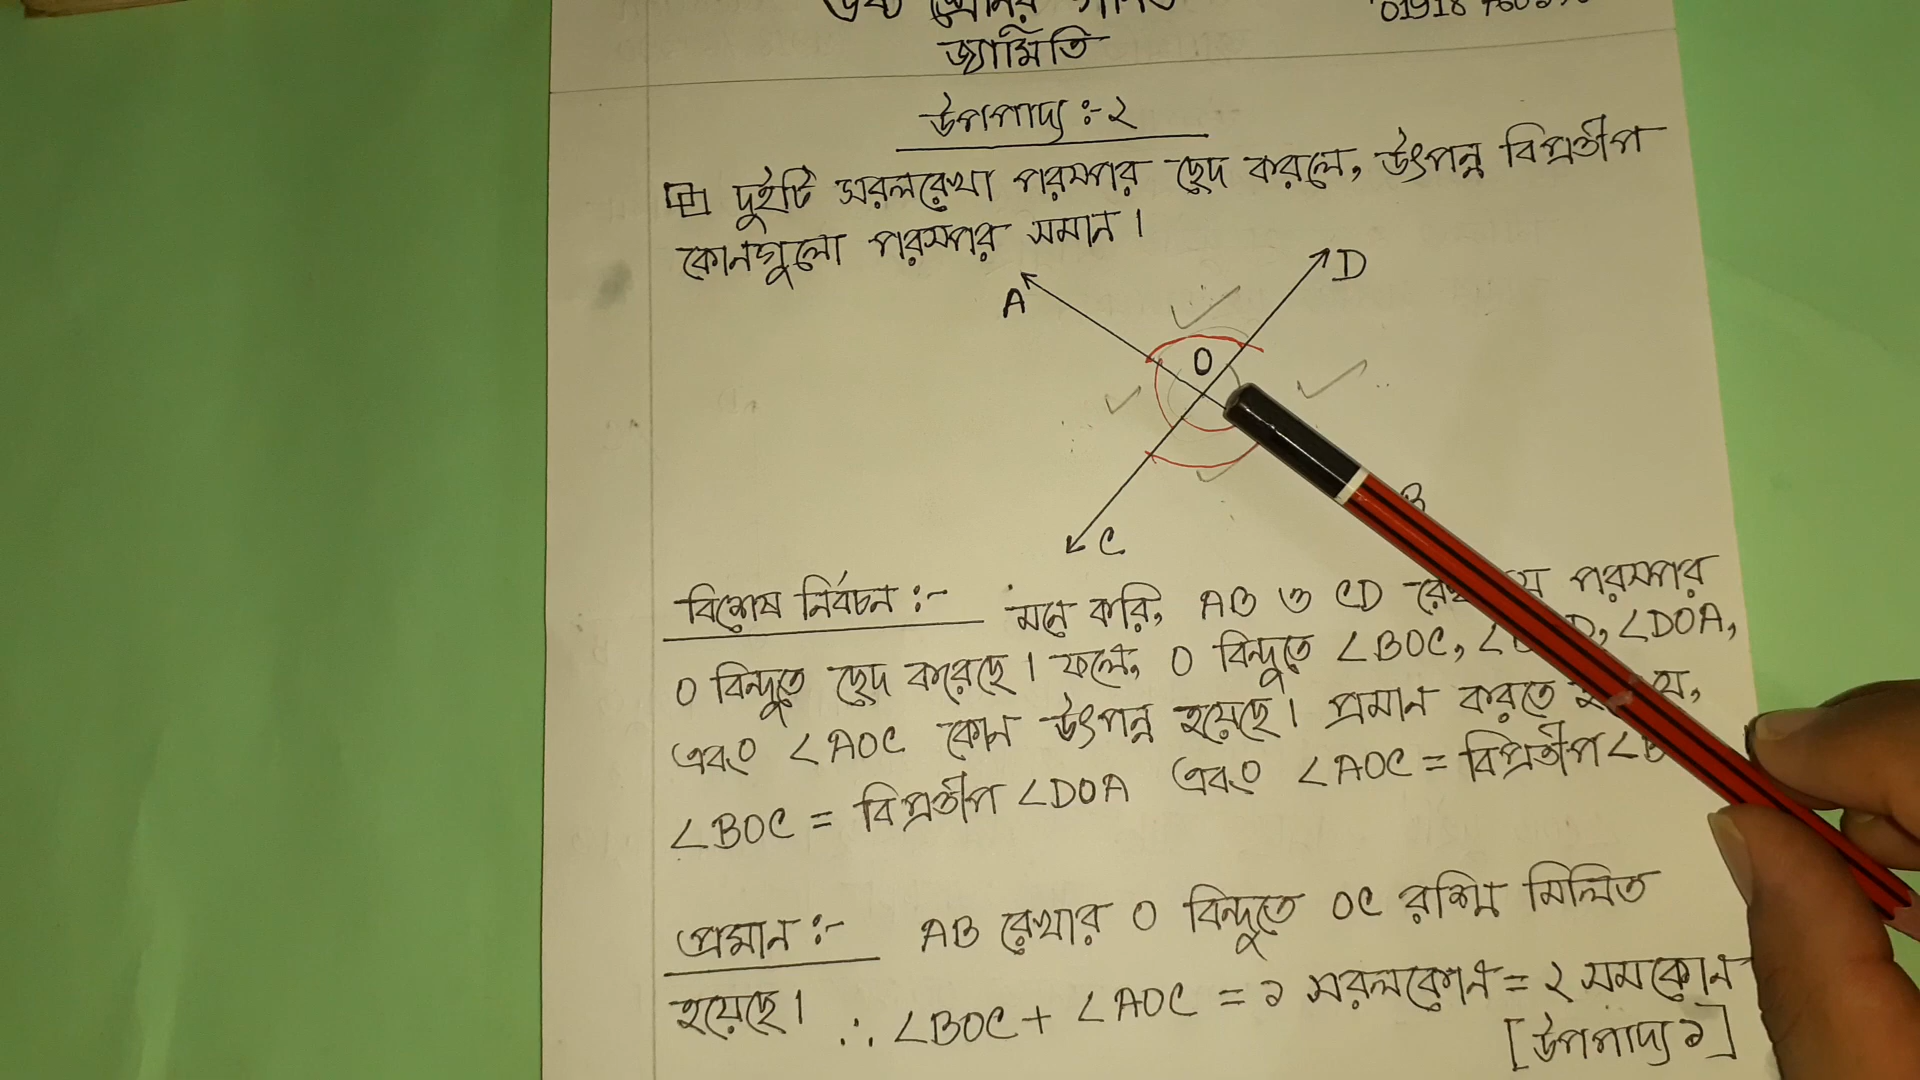 জ্যামিতি
উপপাদ্য :- ২
দুইটি সরলরেখা পরস্পর ছেদ করলে, উৎপন্ন বিপ্রতীপ
কোনগুলো পরস্পর সমান।
A
D
O
B
C
বিশেষ নির্বচন :- মনে করি, AB ও CD পরস্পর
O বিন্দুতে ছেদ করেছে। ফলে, O বিন্দুতে ∠BOC, ∠DOA,
এবং ∠AOC কোন উৎপন্ন হয়েছে। প্রমান করতে
∠BOC = বিপ্রতীপ ∠DOA এবং ∠AOC = বিপ্রতীপ
প্রমান :- AB রেখার O বিন্দুতে OC রশ্মি মিলিত
হয়েছে। ∴ ∠BOC + ∠AOC = ১ সরলকোন = ২ সমকোন
[উপপাদ্য ১]